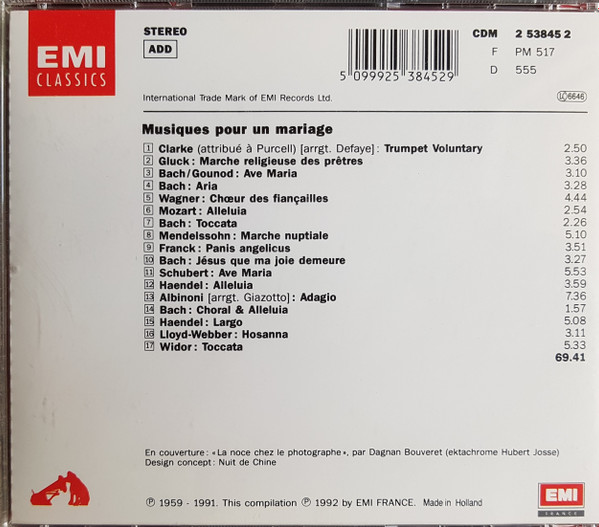 EMI
CLASSICS
STEREO
ADD
CDM 2 53845 2
F PM 517
D 555
5 099925 384529
International Trade Mark of EMI Records Ltd.
LC 6646
Musiques pour un mariage
1 Clarke (attribué à Purcell) [arrgt. Defaye] : Trumpet Voluntary 2.50
2 Gluck : Marche religieuse des prêtres 3.36
3 Bach/Gounod : Ave Maria 3.10
4 Bach : Aria 3.28
5 Wagner : Chœur des fiançailles 4.44
6 Mozart : Alleluia 2.54
7 Bach : Toccata 2.26
8 Mendelssohn : Marche nuptiale 5.10
9 Franck : Panis angelicus 3.51
10 Bach : Jésus que ma joie demeure 3.27
11 Schubert : Ave Maria 5.53
12 Haendel : Alleluia 3.59
13 Albinoni [arrgt. Giazotto] : Adagio 7.36
14 Bach : Choral & Alleluia 1.57
15 Haendel : Largo 5.08
16 Lloyd-Webber : Hosanna 3.11
17 Widor : Toccata 5.33
69.41
En couverture : « La noce chez le photographe », par Dagnan Bouveret (ektachrome Hubert Josse)
Design concept : Nuit de Chine
EMI
FRANCE
℗ 1959 - 1991. This compilation ℗ 1992 by EMI FRANCE. Made in Holland